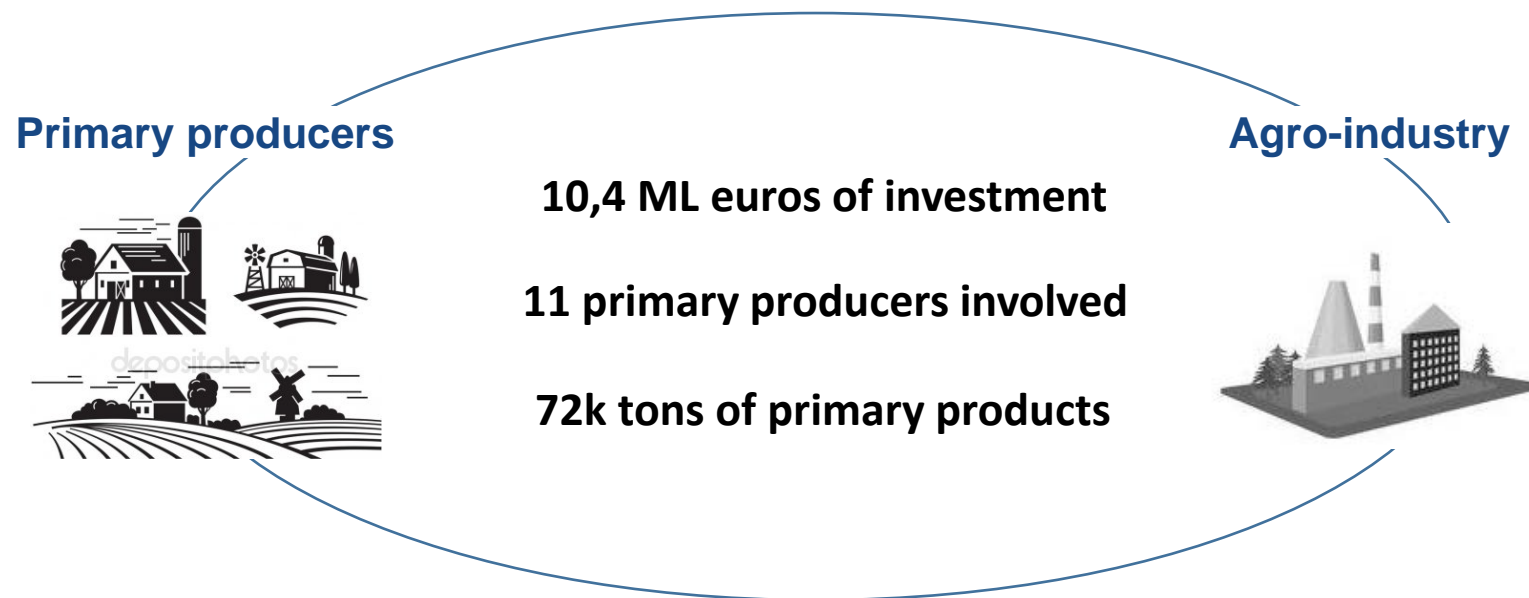 Primary producers
Agro-industry
10,4 ML euros of investment
11 primary producers involved
72k tons of primary products
depositphotos